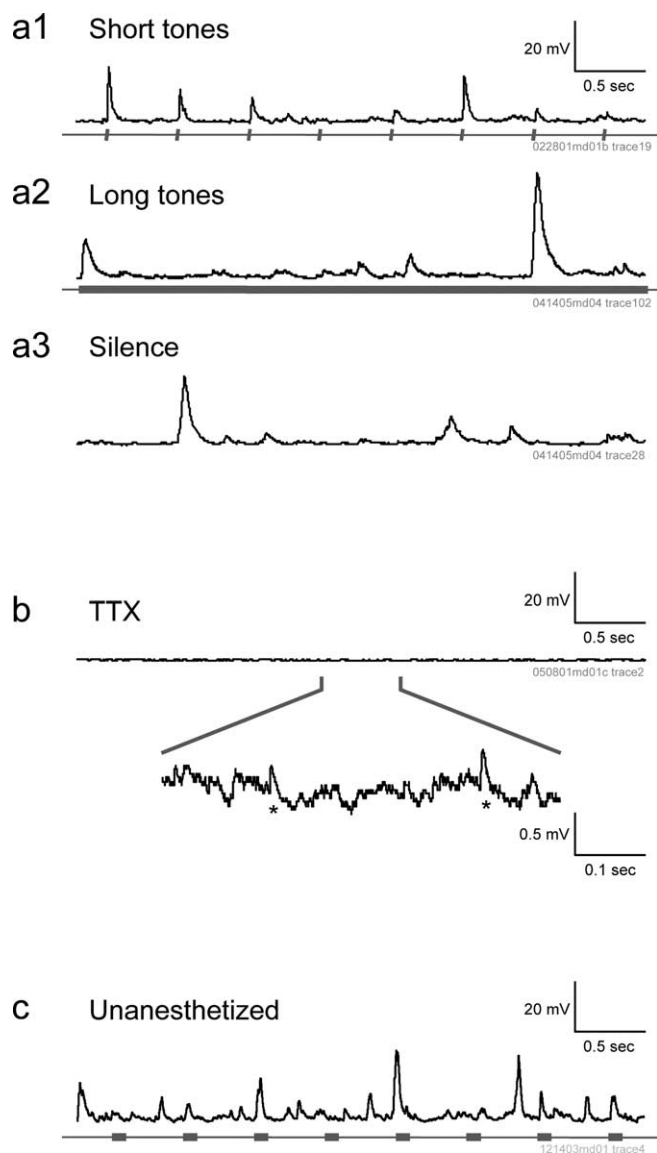 a1 Short tones
20 mV
0.5 sec
022801md01b trace19
a2 Long tones
041405md04 trace102
a3 Silence
041405md04 trace28
b TTX
20 mV
0.5 sec
050801md01c trace2
* *
0.5 mV
0.1 sec
c Unanesthetized
20 mV
0.5 sec
121403md01 trace4